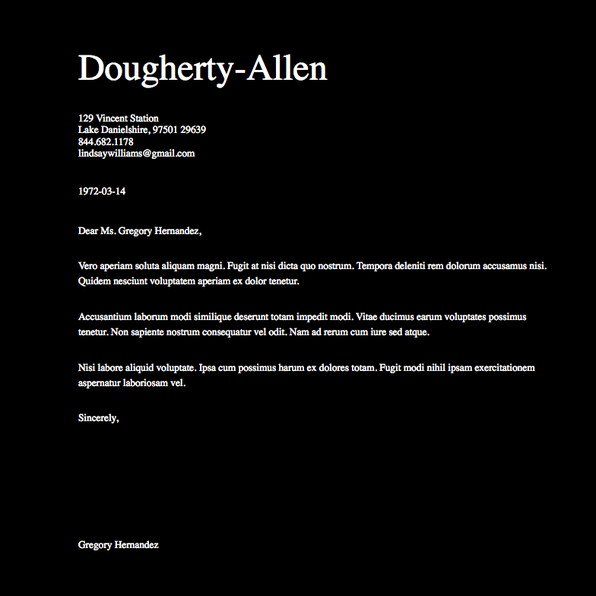 Dougherty-Allen
129 Vincent Station
Lake Danielshire, 97501 29639
844.682.1178
lindsaywilliams@gmail.com
1972-03-14
Dear Ms. Gregory Hernandez,
Vero aperiam soluta aliquam magni. Fugit at nisi dicta quo nostrum. Tempora deleniti rem dolorum accusamus nisi.
Quidem nesciunt voluptatem aperiam ex dolor tenetur.
Accusantium laborum modi similique deserunt totam impedit modi. Vitae ducimus earum voluptates possimus
tenetur. Non sapiente nostrum consequatur vel odit. Nam ad rerum cum iure sed atque.
Nisi labore aliquid voluptate. Ipsa cum possimus harum ex dolores totam. Fugit modi nihil ipsam exercitationem
aspernatur laboriosam vel.
Sincerely,
Gregory Hernandez